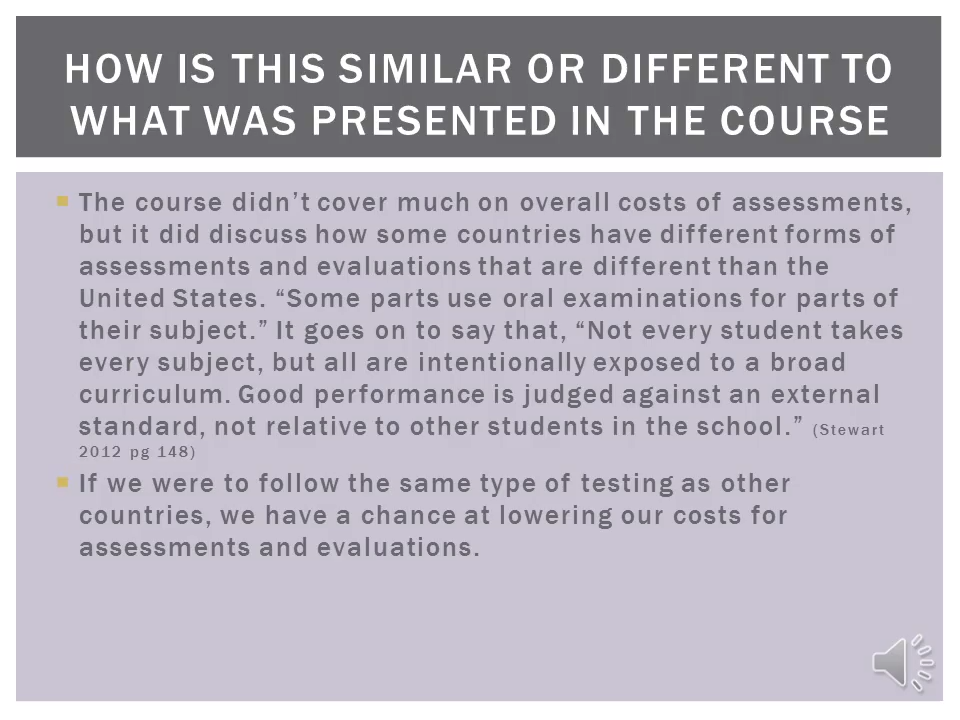 HOW IS THIS SIMILAR OR DIFFERENT TO
WHAT WAS PRESENTED IN THE COURSE
The course didn’t cover much on overall costs of assessments,
but it did discuss how some countries have different forms of
assessments and evaluations that are different than the
United States. “Some parts use oral examinations for parts of
their subject.” It goes on to say that, “Not every student takes
every subject, but all are intentionally exposed to a broad
curriculum. Good performance is judged against an external
standard, not relative to other students in the school.” (Stewart
2012 pg 148)
If we were to follow the same type of testing as other
countries, we have a chance at lowering our costs for
assessments and evaluations.